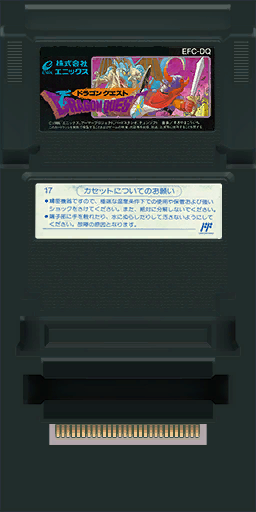 EFC-DQ
株式会社
エニックス
ドラゴンクエスト
DRAGON QUEST
17
カセットについてのお願い
●精密機器ですので、極端な温度条件下での使用や保管および強い
ショックをさけてください。また、絶対に分解しないでください。
●端子部に手を触れたり、水にぬらしたりして汚さないようにして
ください。故障の原因となります。